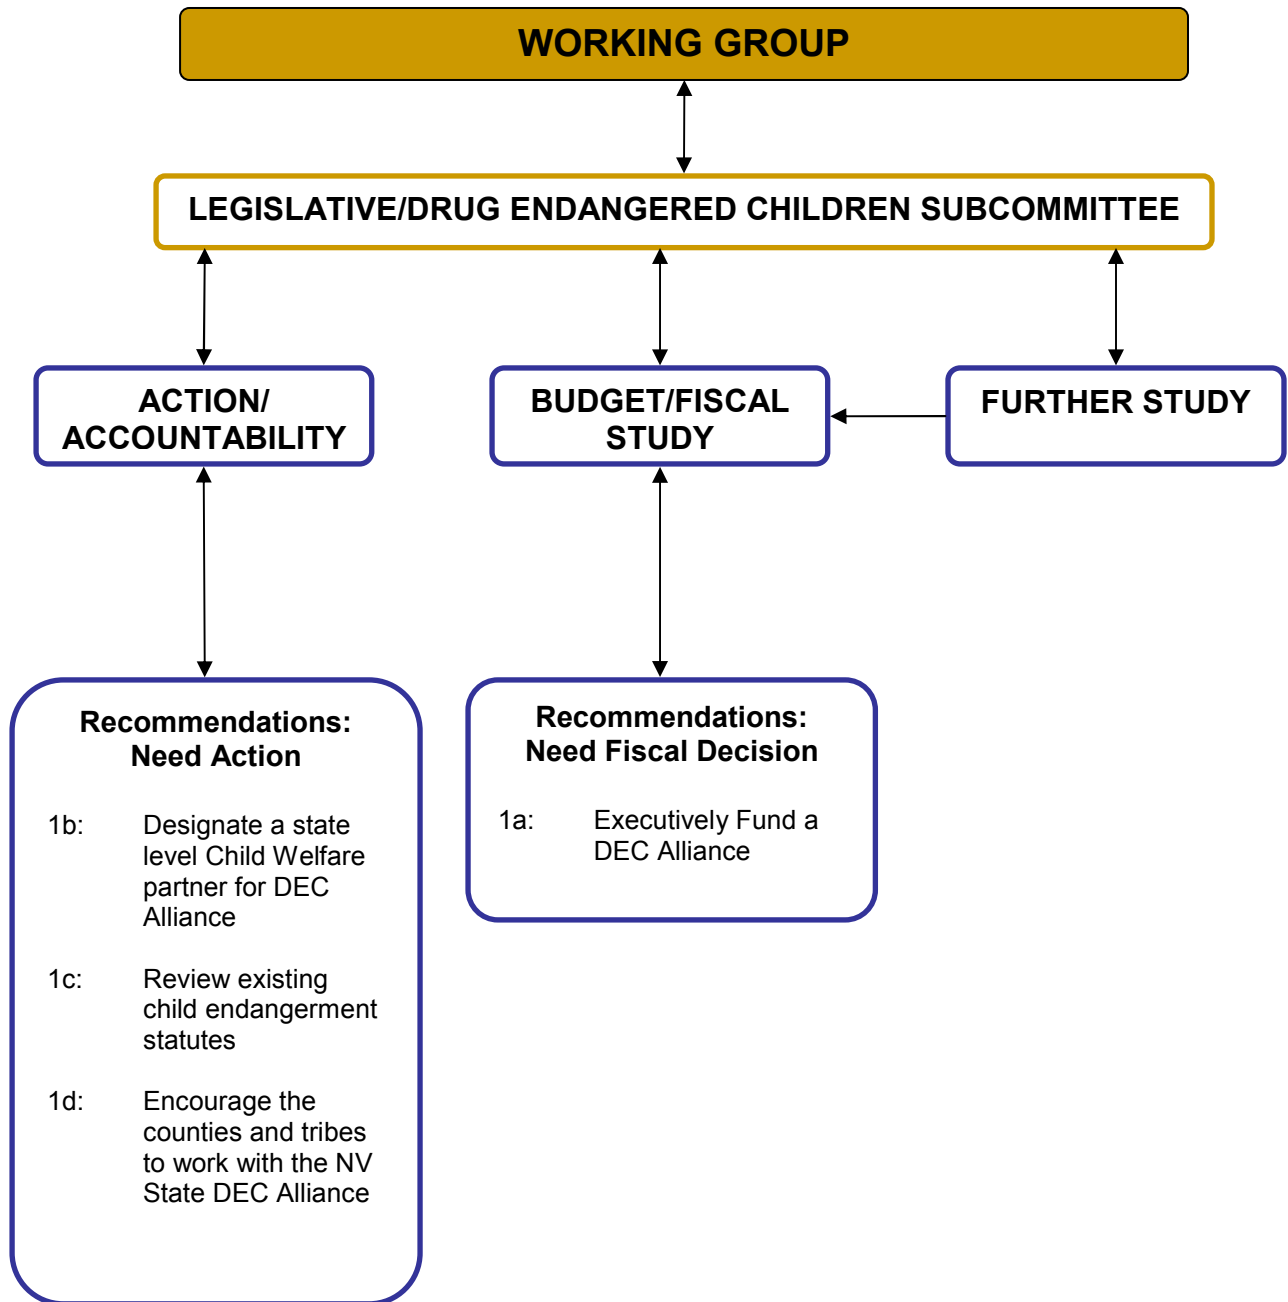 WORKING GROUP
LEGISLATIVE/DRUG ENDANGERED CHILDREN SUBCOMMITTEE
ACTION/
ACCOUNTABILITY
BUDGET/FISCAL
STUDY
FURTHER STUDY
Recommendations:
Need Action
1b: Designate a state
level Child Welfare
partner for DEC
Alliance
1c: Review existing
child endangerment
statutes
1d: Encourage the
counties and tribes
to work with the NV
State DEC Alliance
Recommendations:
Need Fiscal Decision
1a: Executively Fund a
DEC Alliance